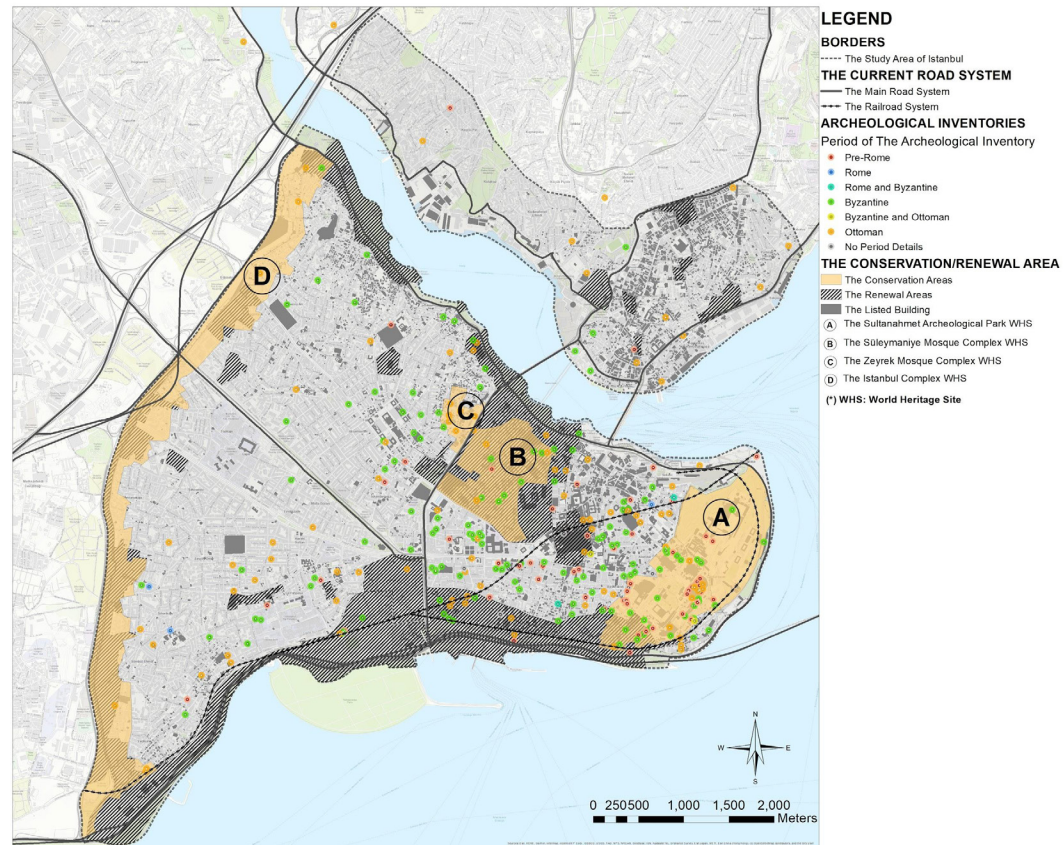 LEGEND
BORDERS
The Study Area of Istanbul
THE CURRENT ROAD SYSTEM
The Main Road System
The Railroad System
ARCHEOLOGICAL INVENTORIES
Period of The Archeological Inventory
Pre-Rome
Rome
Rome and Byzantine
Byzantine
Byzantine and Ottoman
Ottoman
No Period Details
THE CONSERVATION/RENEWAL AREA
The Conservation Areas
The Renewal Areas
The Listed Building
A The Sultanahmet Archeological Park WHS
B The Süleymaniye Mosque Complex WHS
C The Zeyrek Mosque Complex WHS
D The Istanbul Complex WHS
(*) WHS: World Heritage Site
D
C
B
A
N
W E
S
0 250500 1,000 1,500 2,000
Meters